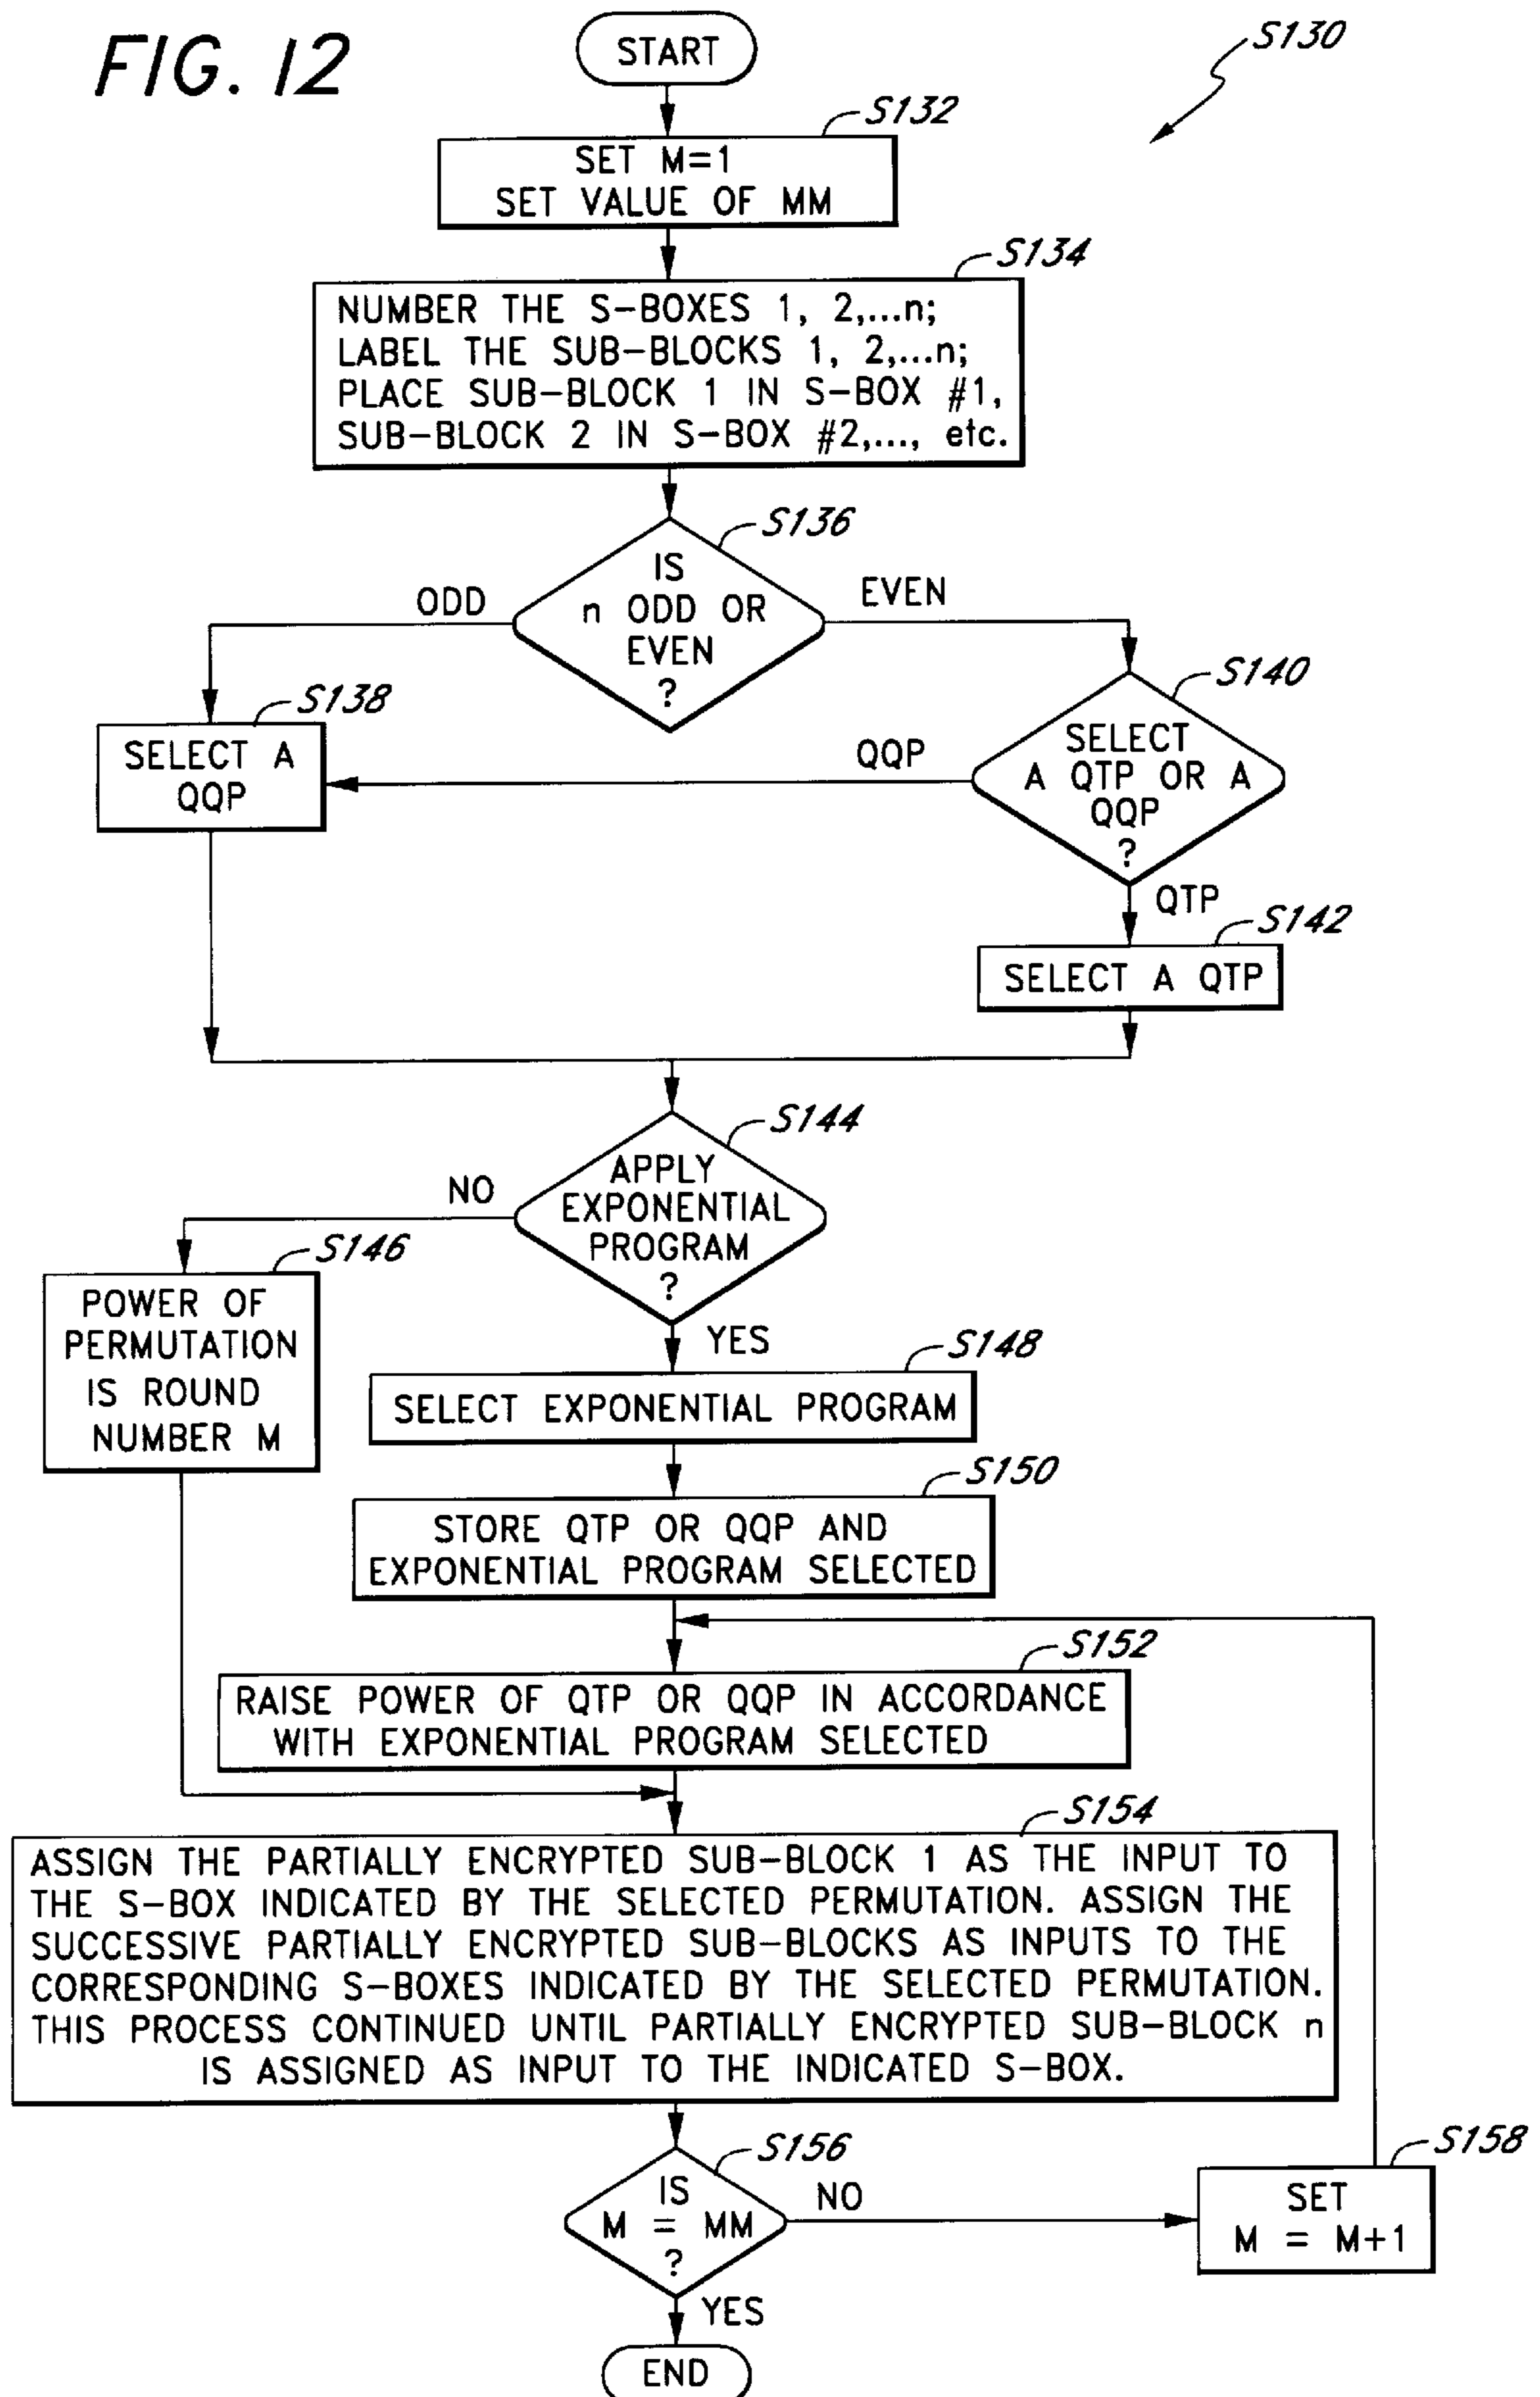 FIG. 12
START
S130
S132
SET M=1
SET VALUE OF MM
S134
NUMBER THE S-BOXES 1, 2,...n;
LABEL THE SUB-BLOCKS 1, 2,...n;
PLACE SUB-BLOCK 1 IN S-BOX #1,
SUB-BLOCK 2 IN S-BOX #2,..., etc.
S136
IS
n ODD OR
EVEN
?
ODD
EVEN
S138
SELECT A
QQP
S140
SELECT
A QTP OR A
QQP
?
QQP
QTP
S142
SELECT A QTP
S144
APPLY
EXPONENTIAL
PROGRAM
?
NO
YES
S146
POWER OF
PERMUTATION
IS ROUND
NUMBER M
S148
SELECT EXPONENTIAL PROGRAM
S150
STORE QTP OR QQP AND
EXPONENTIAL PROGRAM SELECTED
S152
RAISE POWER OF QTP OR QQP IN ACCORDANCE
WITH EXPONENTIAL PROGRAM SELECTED
S154
ASSIGN THE PARTIALLY ENCRYPTED SUB-BLOCK 1 AS THE INPUT TO
THE S-BOX INDICATED BY THE SELECTED PERMUTATION. ASSIGN THE
SUCCESSIVE PARTIALLY ENCRYPTED SUB-BLOCKS AS INPUTS TO THE
CORRESPONDING S-BOXES INDICATED BY THE SELECTED PERMUTATION.
THIS PROCESS CONTINUED UNTIL PARTIALLY ENCRYPTED SUB-BLOCK n
IS ASSIGNED AS INPUT TO THE INDICATED S-BOX.
S156
IS
M = MM
?
NO
S158
SET
M = M+1
YES
END